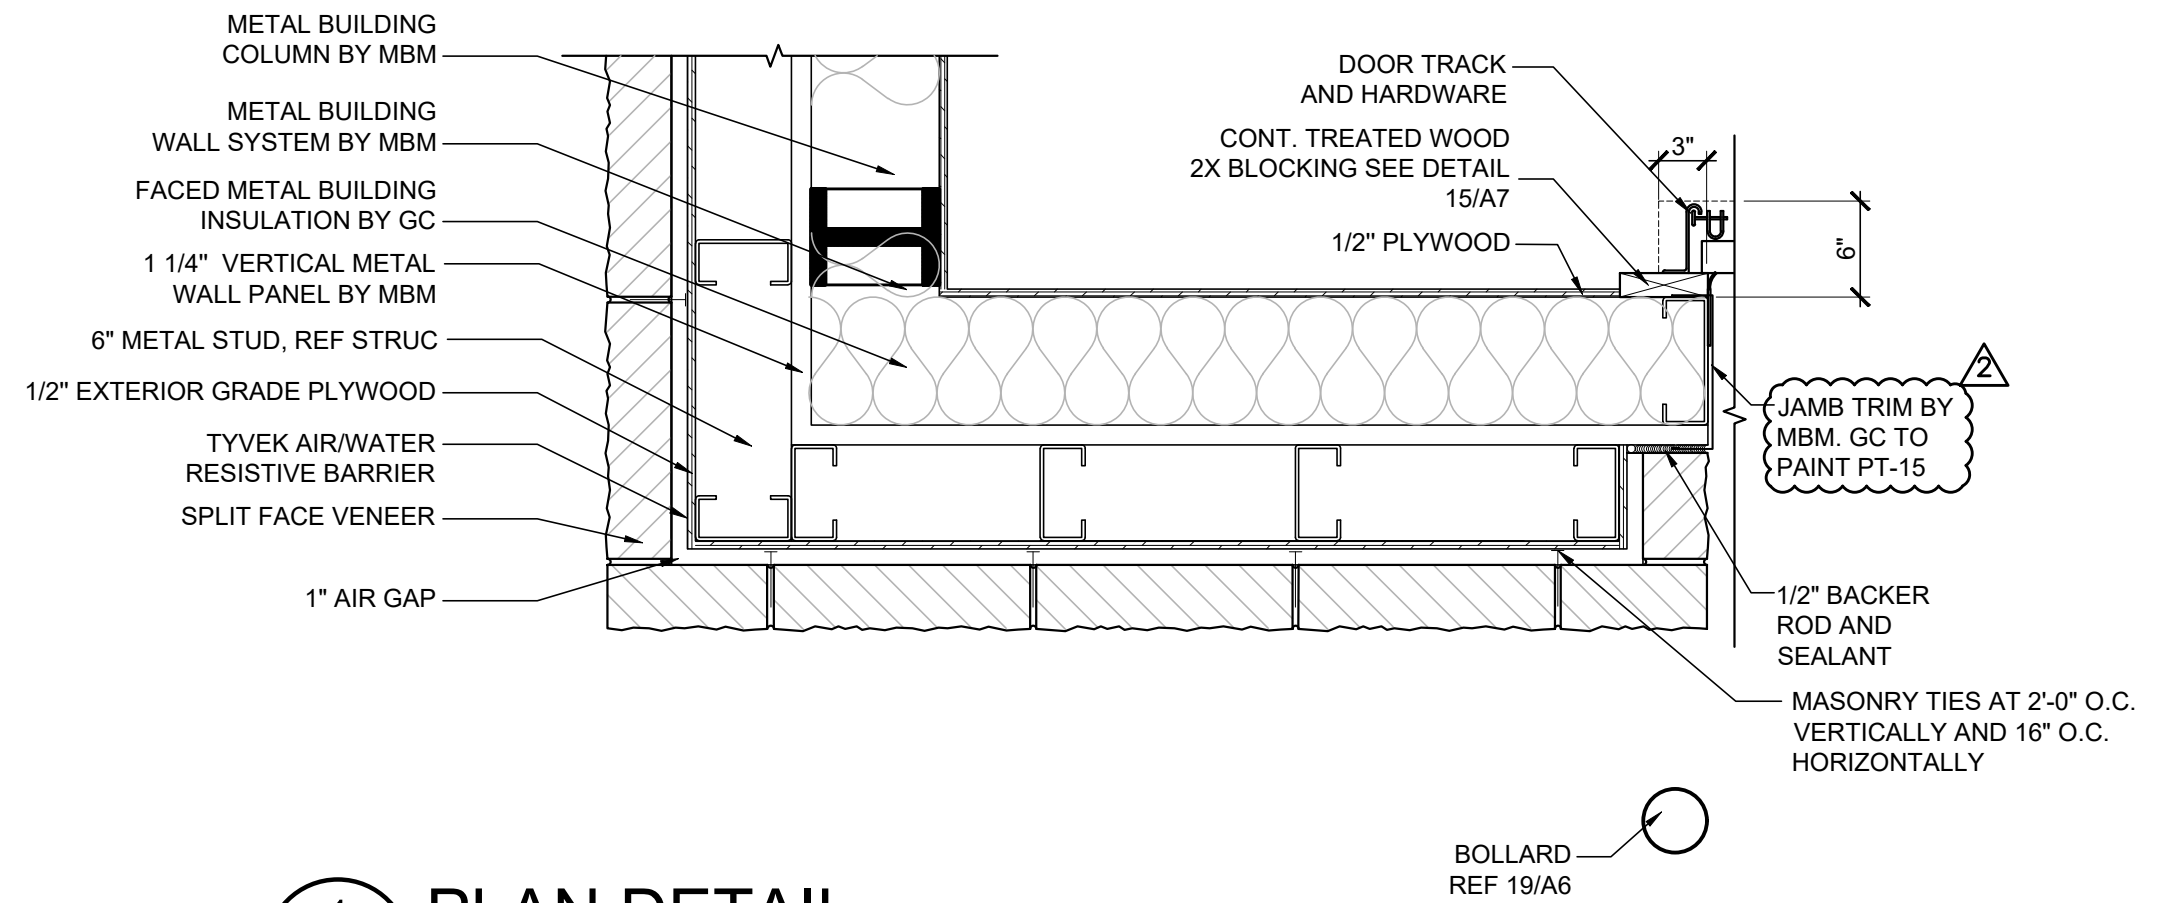 METAL BUILDING
COLUMN BY MBM
METAL BUILDING
WALL SYSTEM BY MBM
FACED METAL BUILDING
INSULATION BY GC
1 1/4" VERTICAL METAL
WALL PANEL BY MBM
6" METAL STUD, REF STRUC
1/2" EXTERIOR GRADE PLYWOOD
TYVEK AIR/WATER
RESISTIVE BARRIER
SPLIT FACE VENEER
1" AIR GAP
DOOR TRACK
AND HARDWARE
CONT. TREATED WOOD
2X BLOCKING SEE DETAIL
15/A7
1/2" PLYWOOD
3"
6"
2
JAMB TRIM BY
MBM. GC TO
PAINT PT-15
1/2" BACKER
ROD AND
SEALANT
MASONRY TIES AT 2'-0" O.C.
VERTICALLY AND 16" O.C.
HORIZONTALLY
BOLLARD
REF 19/A6
PLAN DETAIL